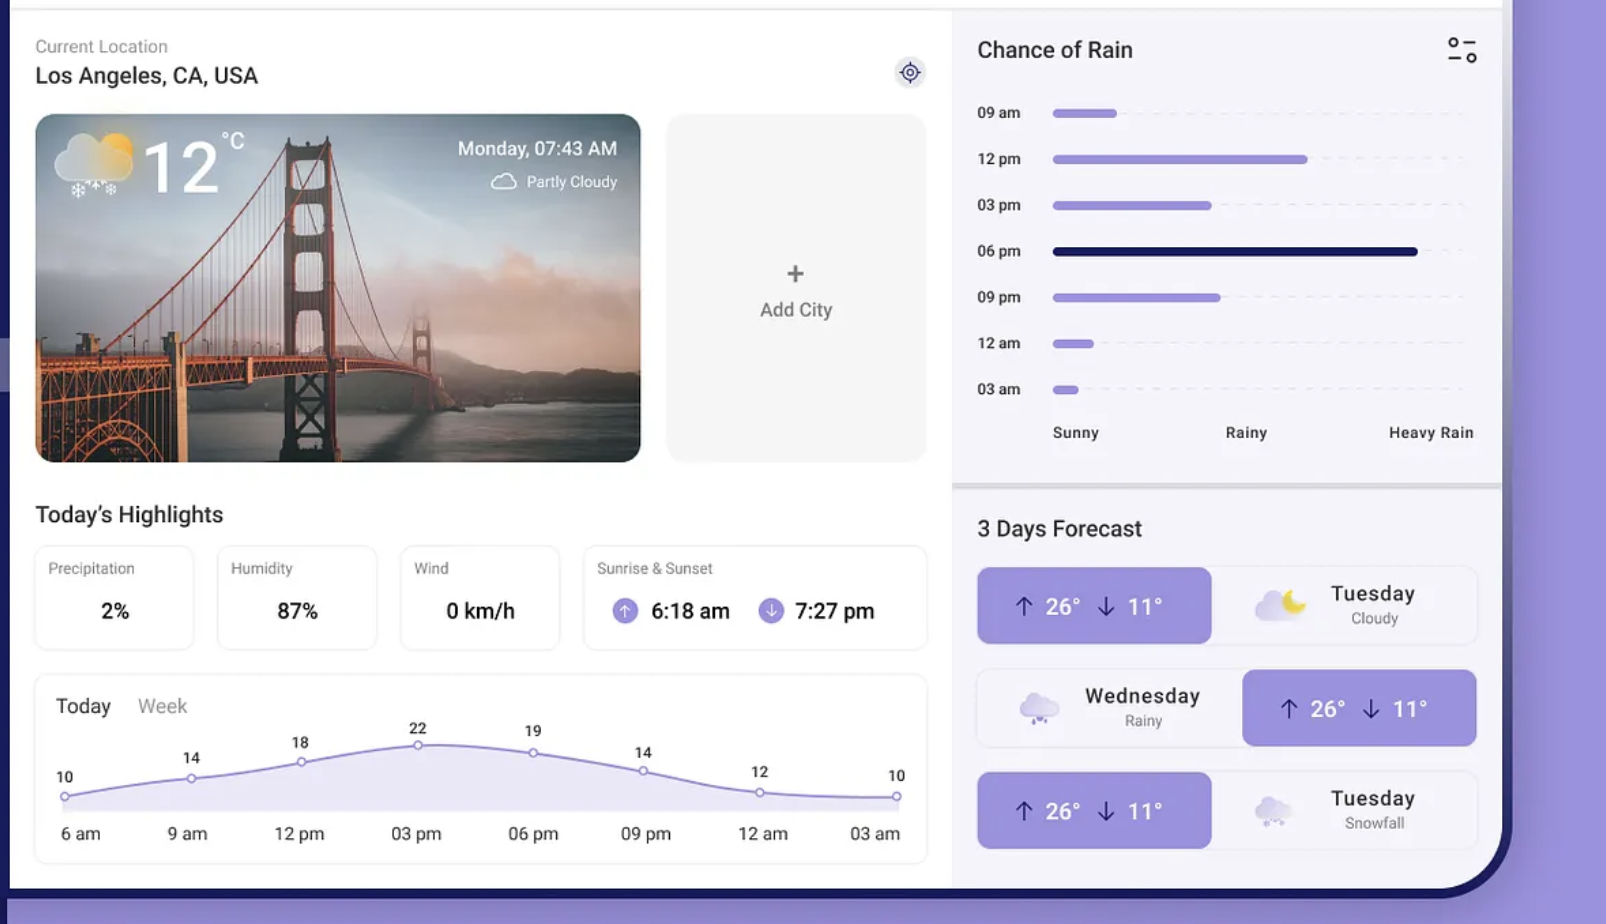 Current Location
Los Angeles, CA, USA
12 °C
Monday, 07:43 AM
Partly Cloudy
+
Add City
Today’s Highlights
Precipitation
2%
Humidity
87%
Wind
0 km/h
Sunrise & Sunset
6:18 am 7:27 pm
Today Week
10 14 18 22 19 14 12 10
6 am 9 am 12 pm 03 pm 06 pm 09 pm 12 am 03 am
Chance of Rain
09 am
12 pm
03 pm
06 pm
09 pm
12 am
03 am
Sunny Rainy Heavy Rain
3 Days Forecast
↑ 26° ↓ 11°
Tuesday
Cloudy
Wednesday
Rainy
↑ 26° ↓ 11°
↑ 26° ↓ 11°
Tuesday
Snowfall